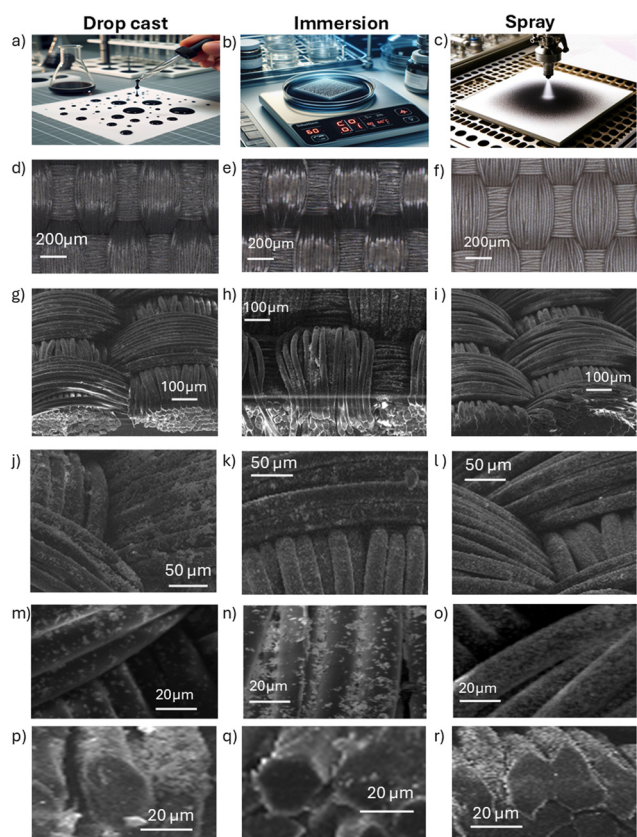 Drop cast Immersion Spray
a) b) c)
60
d) e) f)
200µm 200µm 200µm
g) h) i)
100µm 100µm 100µm
j) k) l)
50 µm 50 µm 50 µm
m) n) o)
20µm 20µm 20µm
p) q) r)
20 µm 20 µm 20 µm